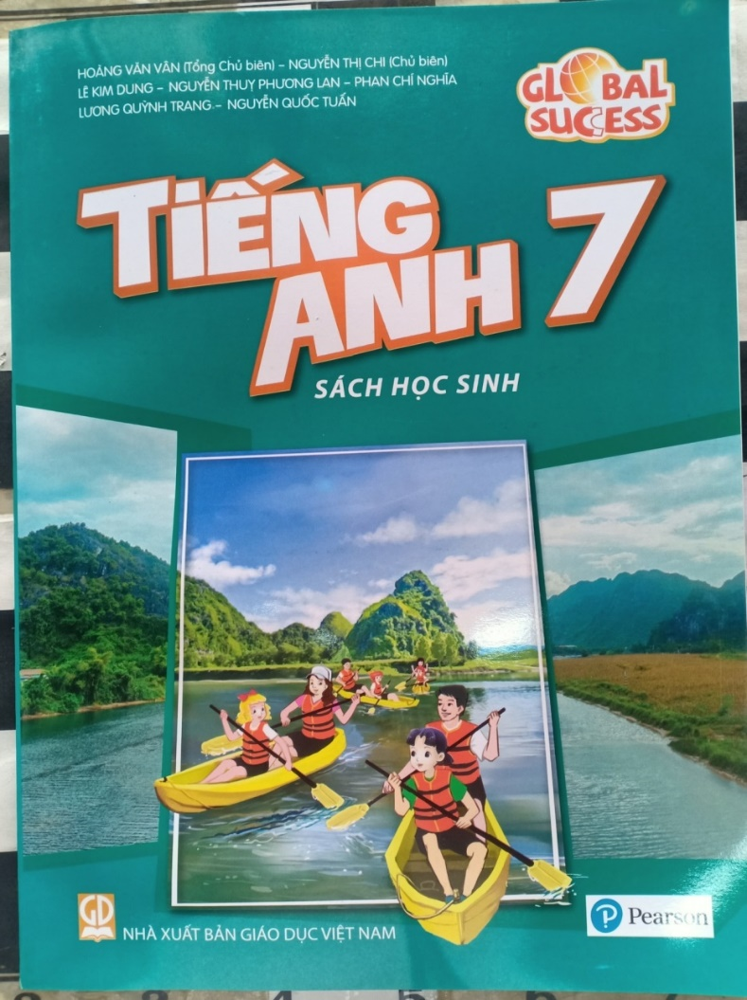 HOÀNG VĂN VÂN (Tổng Chủ biên) – NGUYỄN THỊ CHI (Chủ biên)
LÊ KIM DUNG – NGUYỄN THUỴ PHƯƠNG LAN – PHAN CHÍ NGHĨA
LƯƠNG QUỲNH TRANG – NGUYỄN QUỐC TUẤN
GLOBAL
SUCCESS
TIẾNG
ANH 7
SÁCH HỌC SINH
GD
NHÀ XUẤT BẢN GIÁO DỤC VIỆT NAM
P Pearson